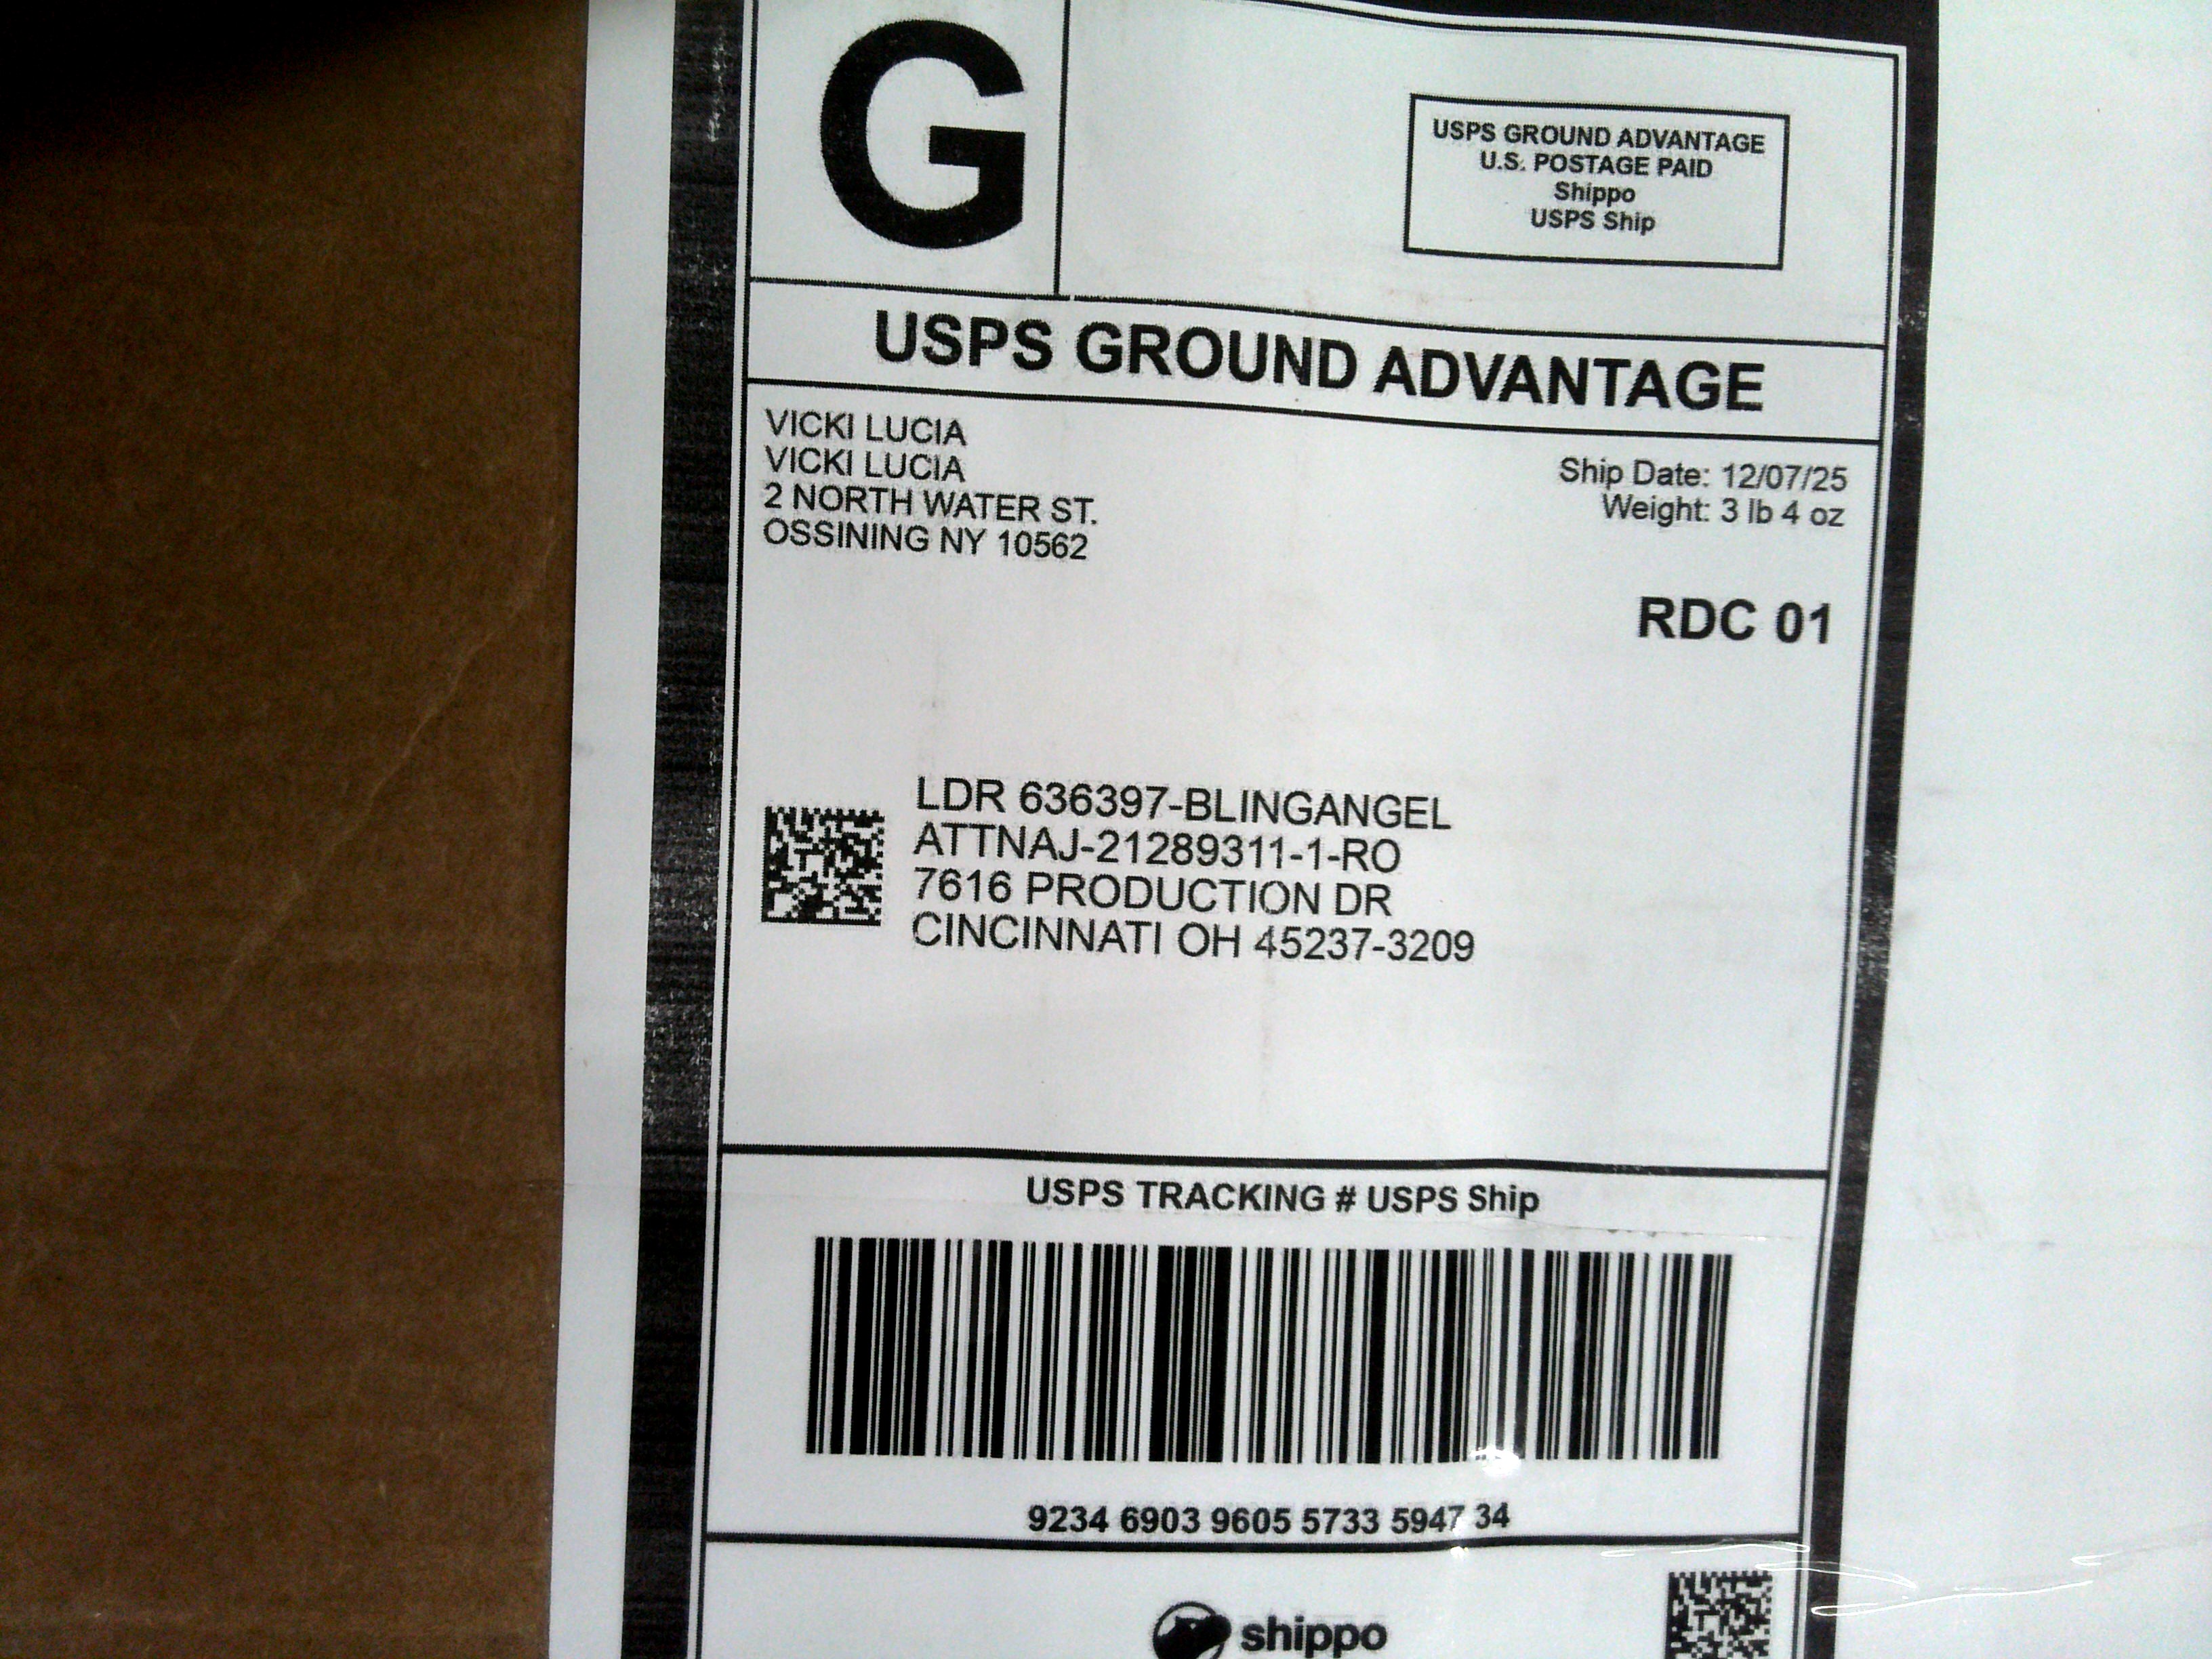 G
USPS GROUND ADVANTAGE
U.S. POSTAGE PAID
Shippo
USPS Ship
USPS GROUND ADVANTAGE
VICKI LUCIA
VICKI LUCIA
2 NORTH WATER ST.
OSSINING NY 10562
Ship Date: 12/07/25
Weight: 3 lb 4 oz
RDC 01
LDR 636397-BLINGANGEL
ATTNAJ-21289311-1-RO
7616 PRODUCTION DR
CINCINNATI OH 45237-3209
USPS TRACKING # USPS Ship
9234 6903 9605 5733 5947 34
shippo